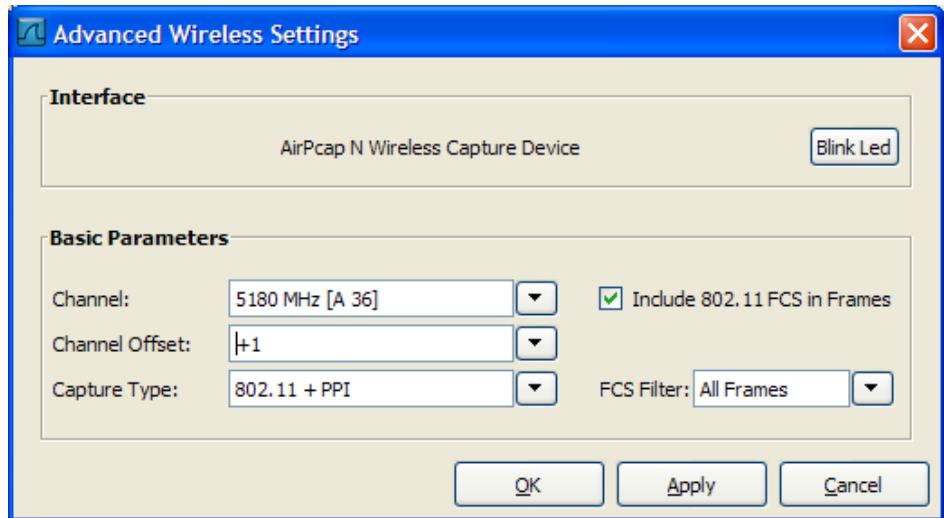 Advanced Wireless Settings
Interface
AirPcap N Wireless Capture Device
Blink Led
Basic Parameters
Channel: 5180 MHz [A 36] Include 802.11 FCS in Frames
Channel Offset: +1
Capture Type: 802.11 + PPI FCS Filter: All Frames
OK Apply Cancel